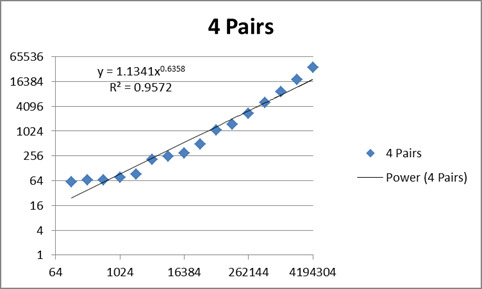 4 Pairs
65536
y = 1.1341x^0.6358
16384
R² = 0.9572
4096
1024
256
4 Pairs
64
Power (4 Pairs)
16
4
1
64 1024 16384 262144 4194304